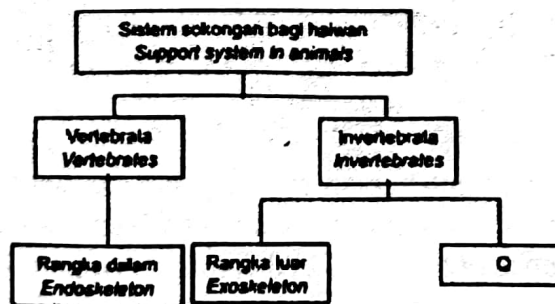 Sistem sokongan bagi haiwan
Support system in animals
Vertebrata
Vertebrates
Invertebrata
Invertebrates
Rangka dalam
Endoskeleton
Rangka luar
Exoskeleton
Q